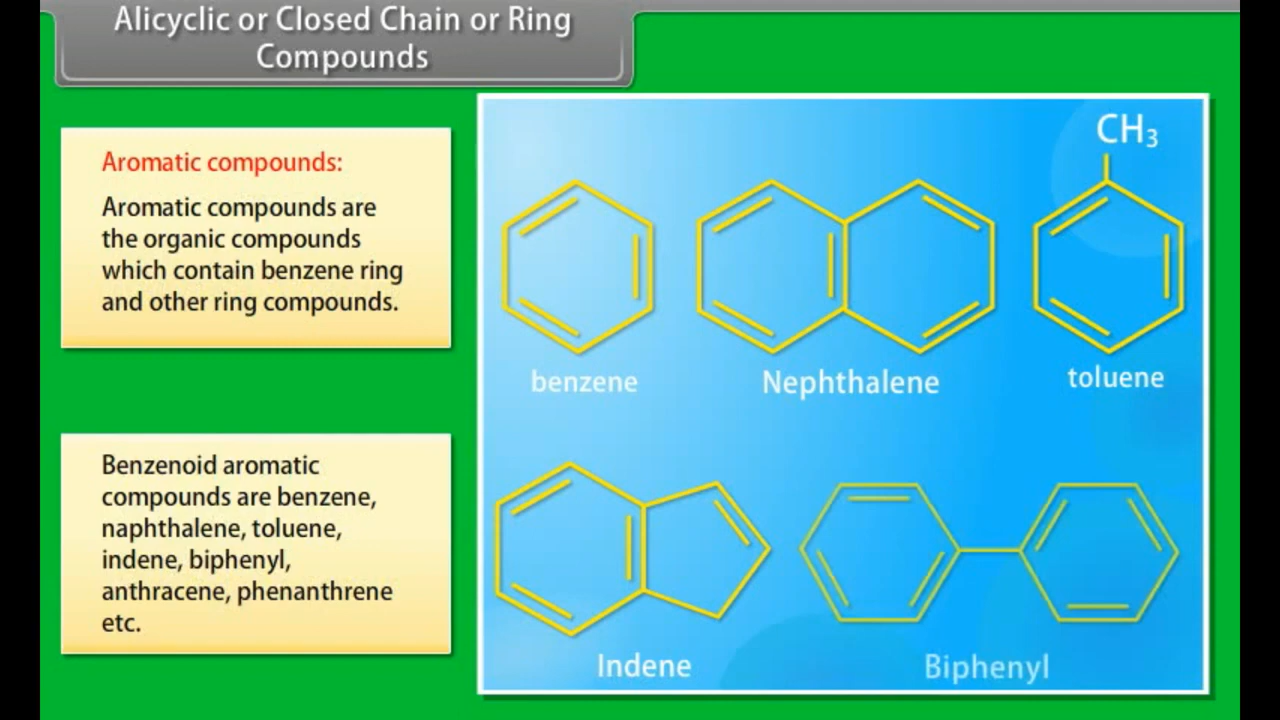 Alicyclic or Closed Chain or Ring
Compounds
Aromatic compounds:
Aromatic compounds are
the organic compounds
which contain benzene ring
and other ring compounds.
Benzenoid aromatic
compounds are benzene,
naphthalene, toluene,
indene, biphenyl,
anthracene, phenanthrene
etc.
CH₃
benzene
Nephthalene
toluene
Indene
Biphenyl